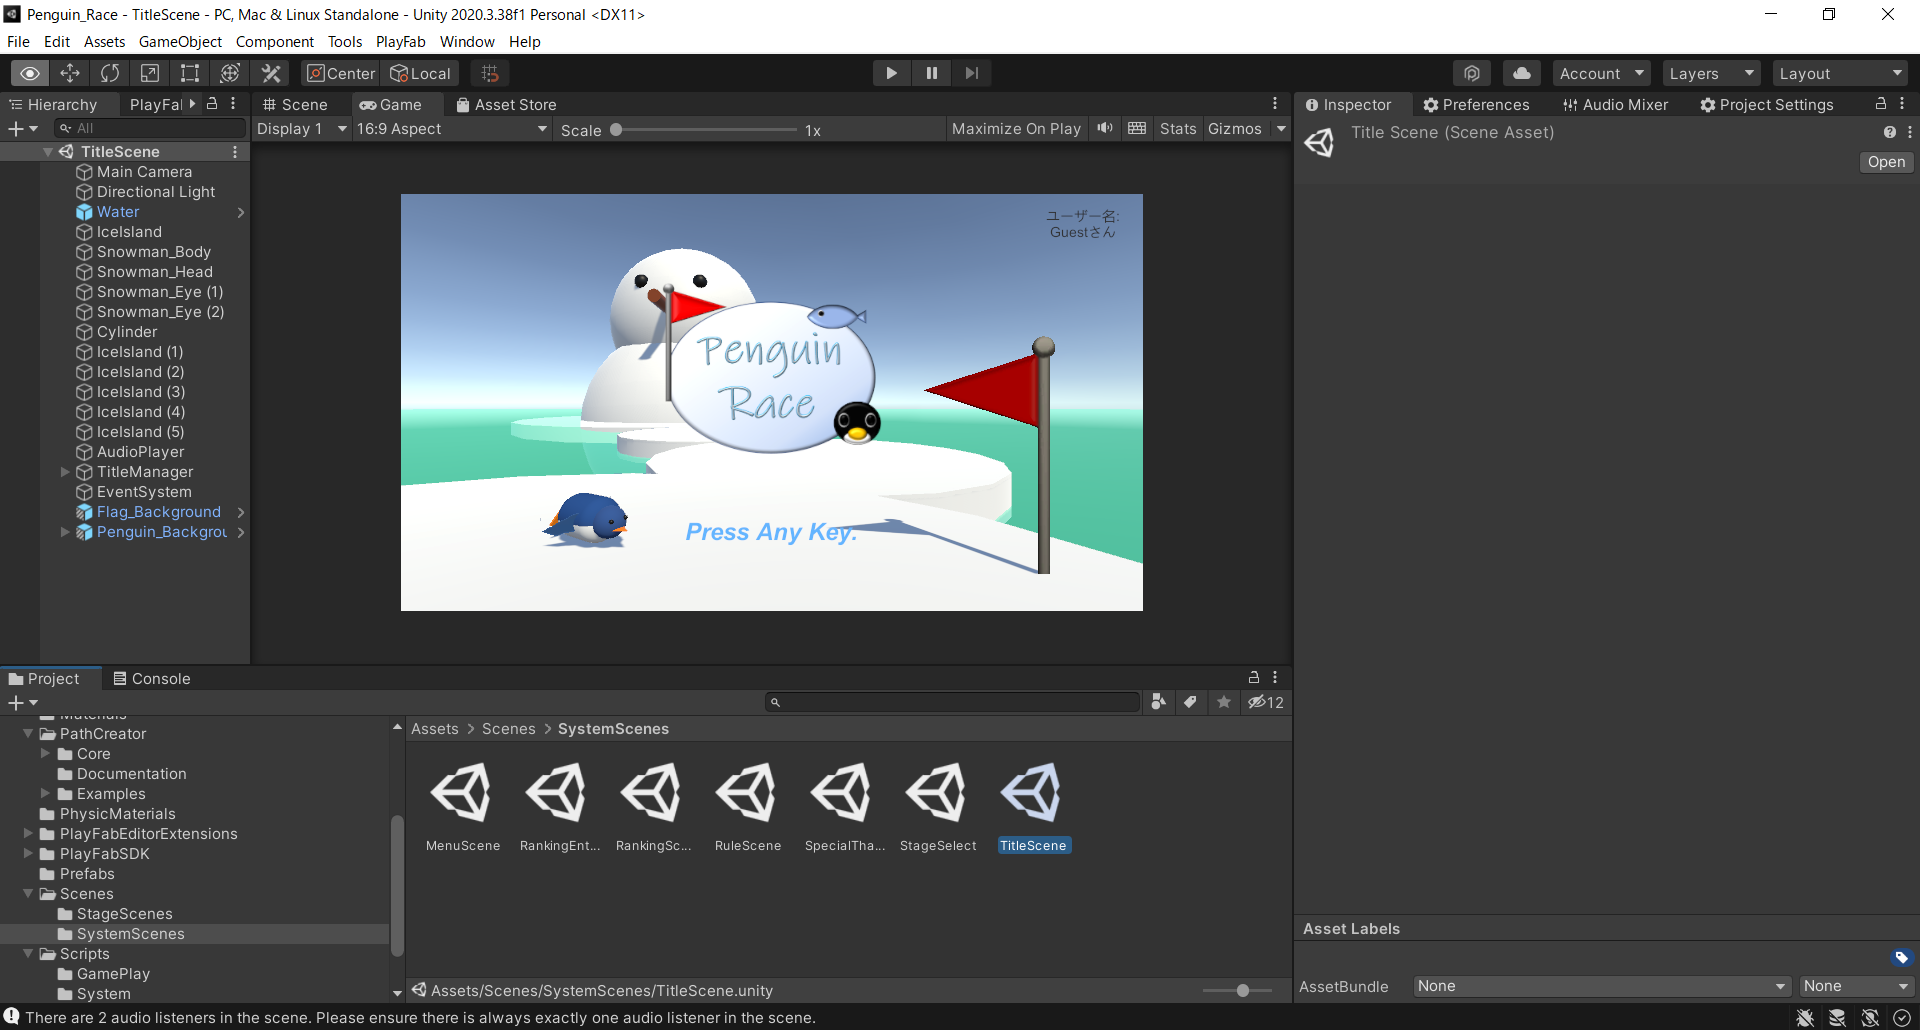 Penguin_Race - TitleScene - PC, Mac & Linux Standalone - Unity 2020.3.38f1 Personal <DX11>
File Edit Assets GameObject Component Tools PlayFab Window Help
Center Local
Account Layers Layout
Hierarchy PlayFal
All
TitleScene
Main Camera
Directional Light
Water
IceIsland
Snowman_Body
Snowman_Head
Snowman_Eye (1)
Snowman_Eye (2)
Cylinder
IceIsland (1)
IceIsland (2)
IceIsland (3)
IceIsland (4)
IceIsland (5)
AudioPlayer
TitleManager
EventSystem
Flag_Background
Penguin_Backgrou
Scene Game Asset Store
Display 1 16:9 Aspect Scale 1x Maximize On Play Stats Gizmos
ユーザー名:
Guestさん
Penguin
Race
Press Any Key.
Inspector Preferences Audio Mixer Project Settings
Title Scene (Scene Asset)
Open
Project Console
12
Materials
PathCreator
Core
Documentation
Examples
PhysicMaterials
PlayFabEditorExtensions
PlayFabSDK
Prefabs
Scenes
StageScenes
SystemScenes
Scripts
GamePlay
System
Assets > Scenes > SystemScenes
MenuScene RankingEnt... RankingSc... RuleScene SpecialTha... StageSelect TitleScene
Assets/Scenes/SystemScenes/TitleScene.unity
Asset Labels
AssetBundle None None
There are 2 audio listeners in the scene. Please ensure there is always exactly one audio listener in the scene.